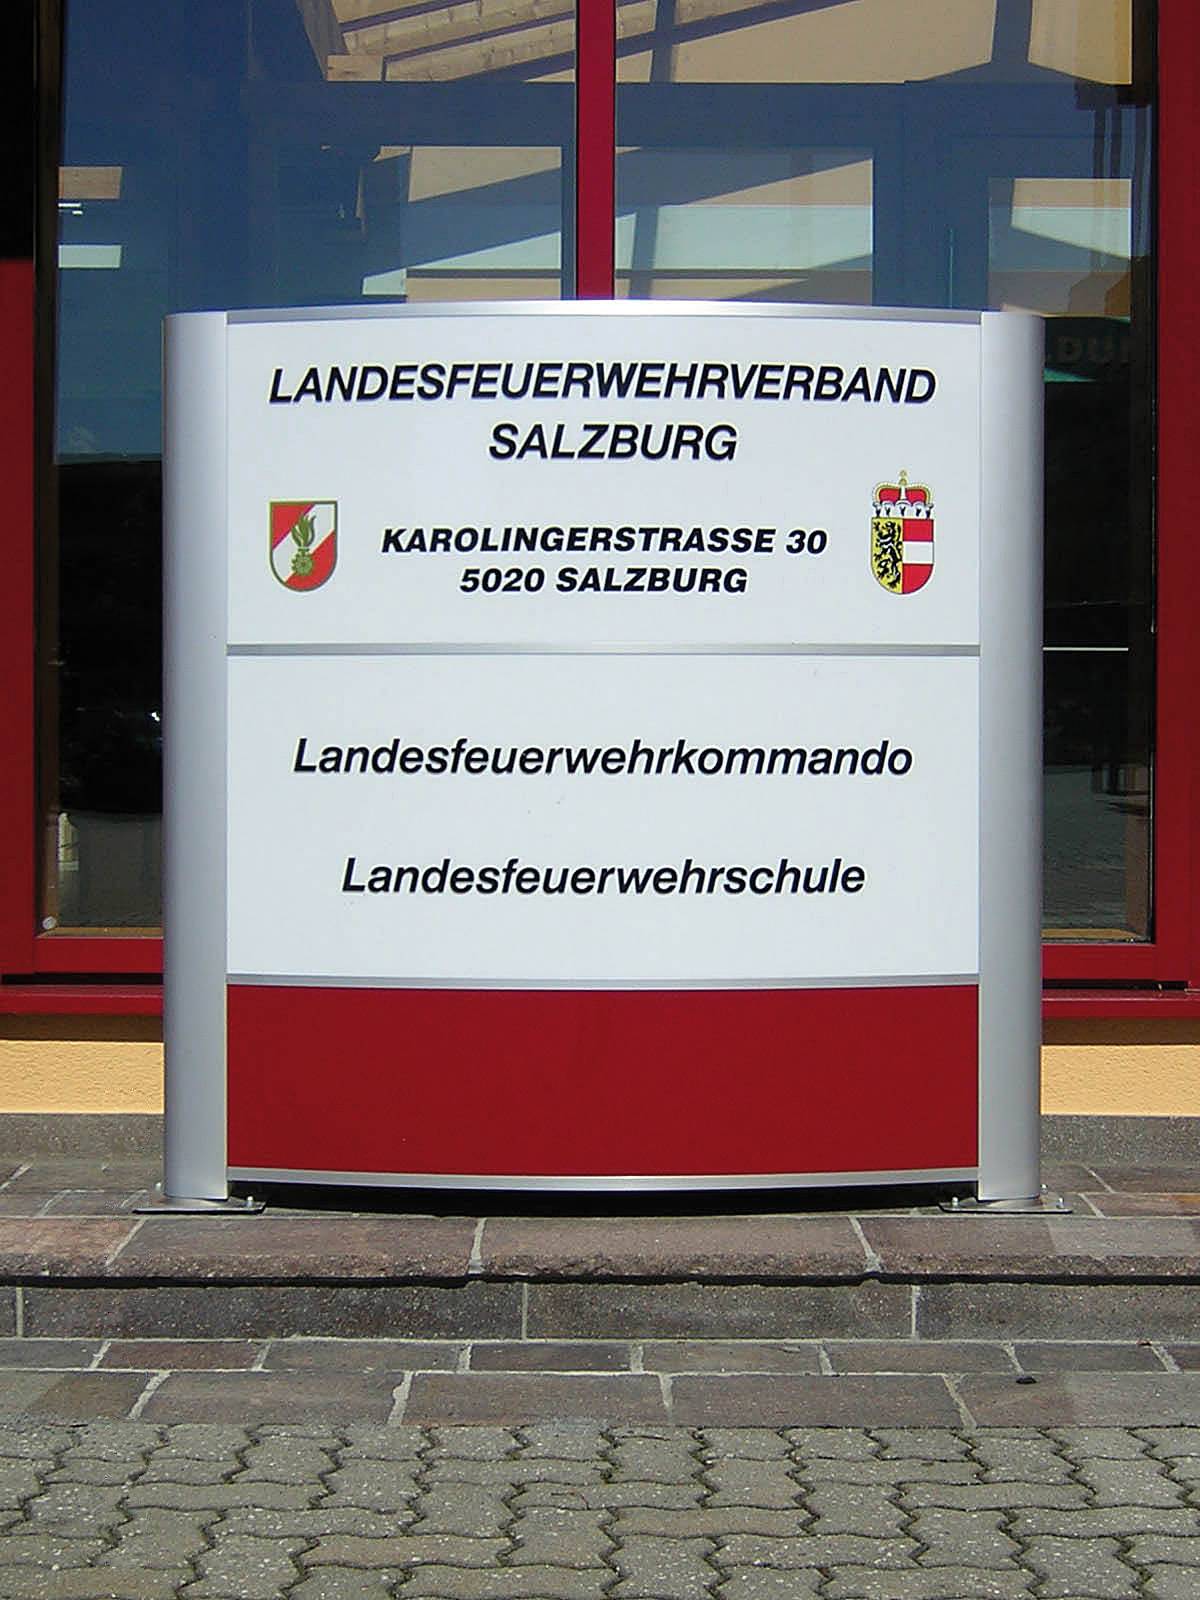 LANDESFEUERWEHRVERBAND
SALZBURG
KAROLINGERSTRASSE 30
5020 SALZBURG
Landesfeuerwehrkommando
Landesfeuerwehrschule